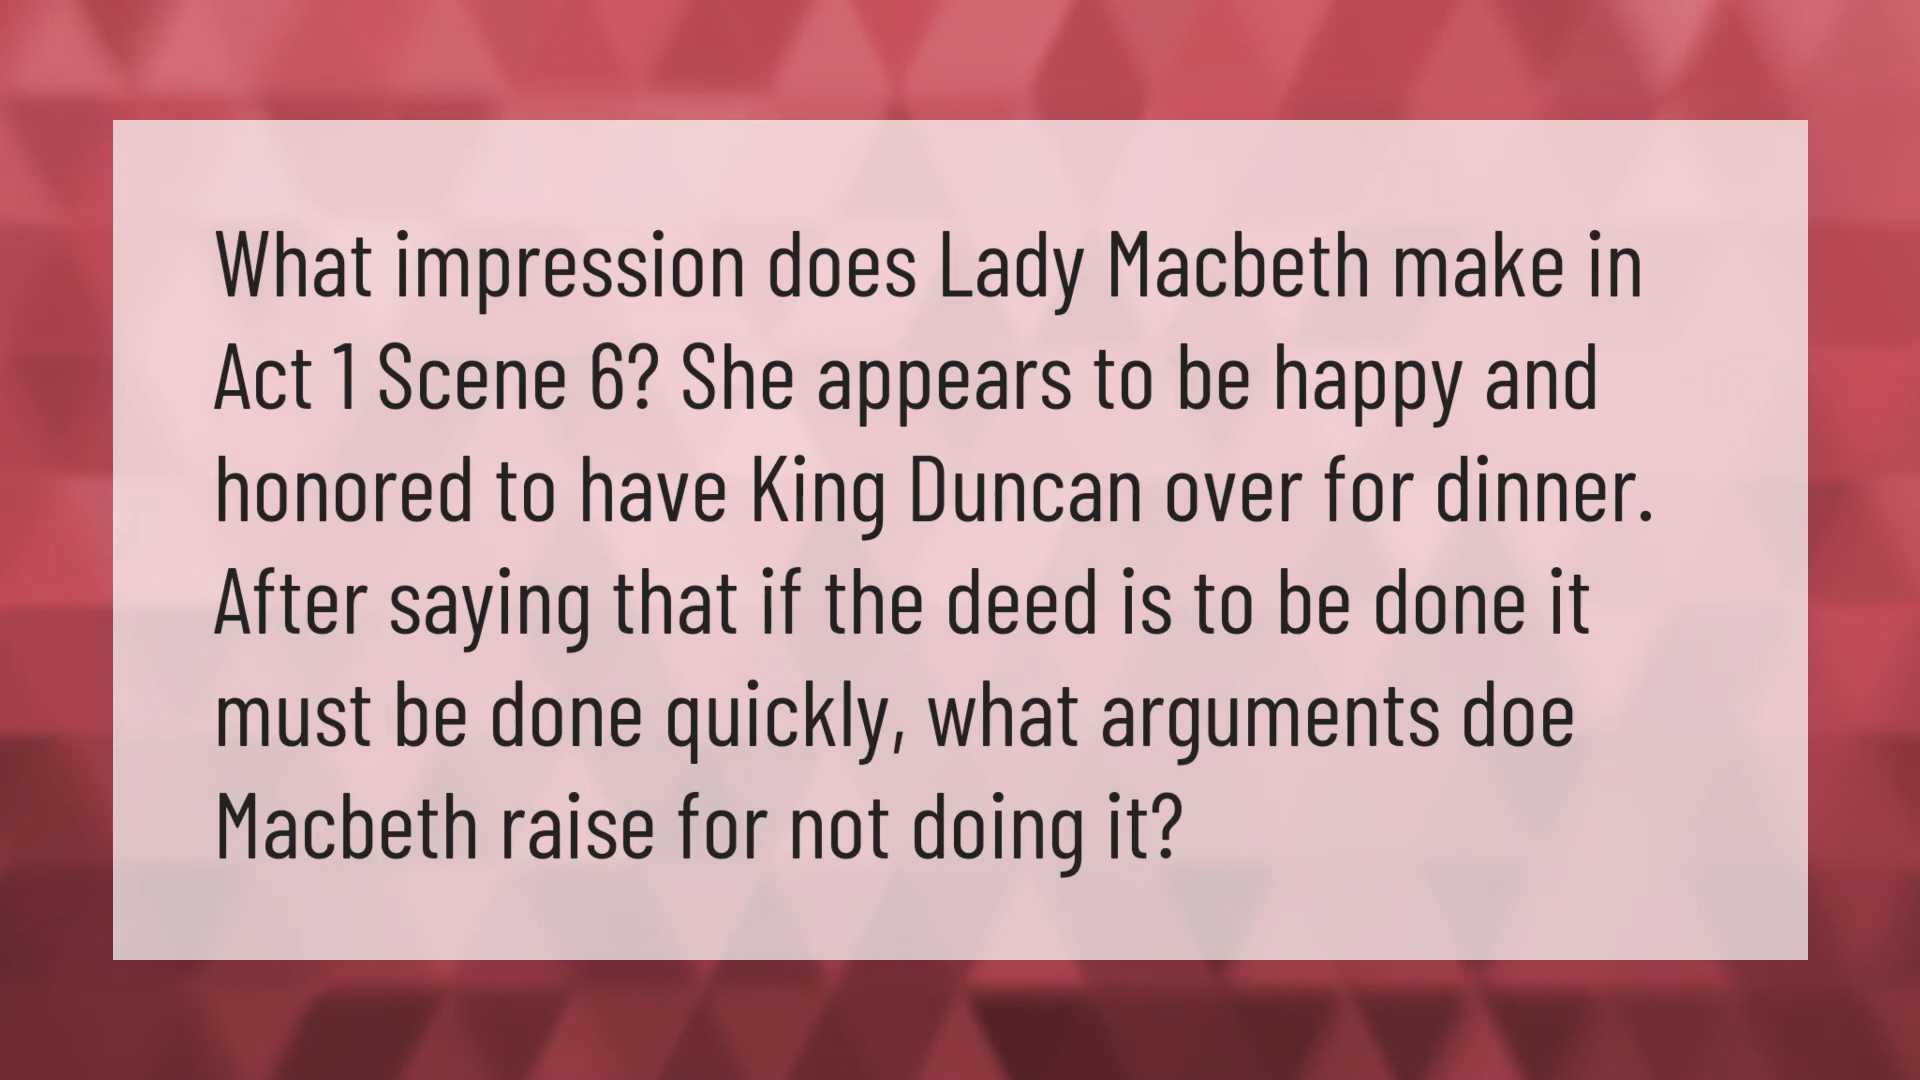 What impression does Lady Macbeth make in
Act 1 Scene 6? She appears to be happy and
honored to have King Duncan over for dinner.
After saying that if the deed is to be done it
must be done quickly, what arguments doe
Macbeth raise for not doing it?